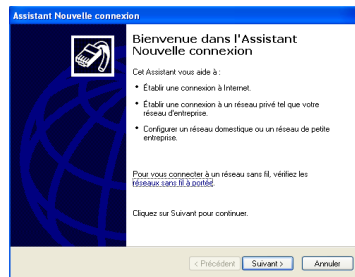 Assistant Nouvelle connexion
Bienvenue dans l'Assistant
Nouvelle connexion
Cet Assistant vous aide à :
• Établir une connexion à Internet.
• Établir une connexion à un réseau privé tel que votre
réseau d'entreprise.
• Configurer un réseau domestique ou un réseau de petite
entreprise.
Pour vous connecter à un réseau sans fil, vérifiez les
réseaux sans fil à portée.
Cliquez sur Suivant pour continuer.
< Précédent
Suivant >
Annuler